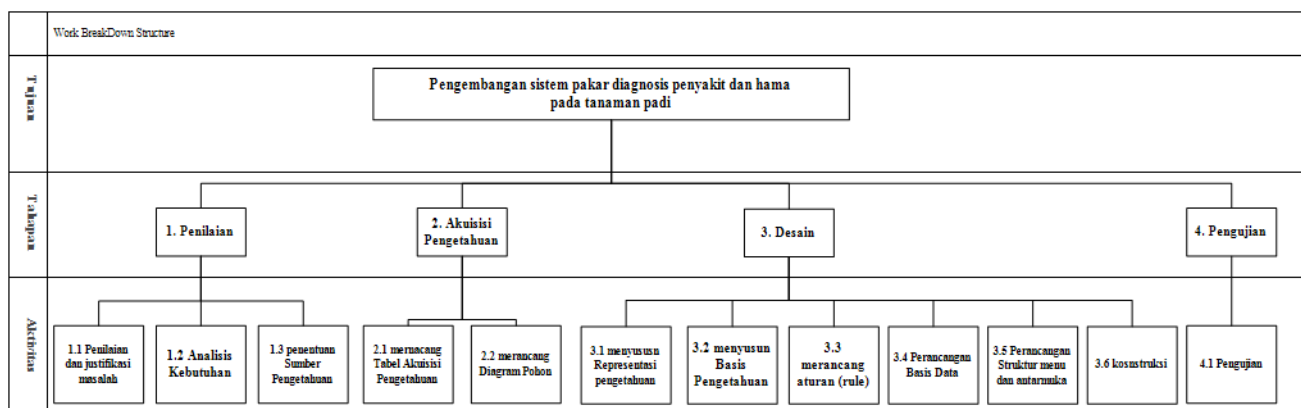 Work BreakDown Structure
Tujuan
Pengembangan sistem pakar diagnosis penyakit dan hama
pada tanaman padi
Tahapan
1. Penilaian
2. Akuisisi
Pengetahuan
3. Desain
4. Pengujian
Aktivitas
1.1 Penilaian
dan justifikasi
masalah
1.2 Analisis
Kebutuhan
1.3 penentuan
Sumber
Pengetahuan
2.1 mernacang
Tabel Akuisisi
Pengetahuan
2.2 merancang
Diagram Pohon
3.1 menyususn
Representasi
pengetahuan
3.2 menyusun
Basis
Pengetahuan
3.3
merancang
aturan (rule)
3.4 Perancangan
Basis Data
3.5 Perancangan
Struktur menu
dan antarmuka
3.6 kosnstruksi
4.1 Pengujian